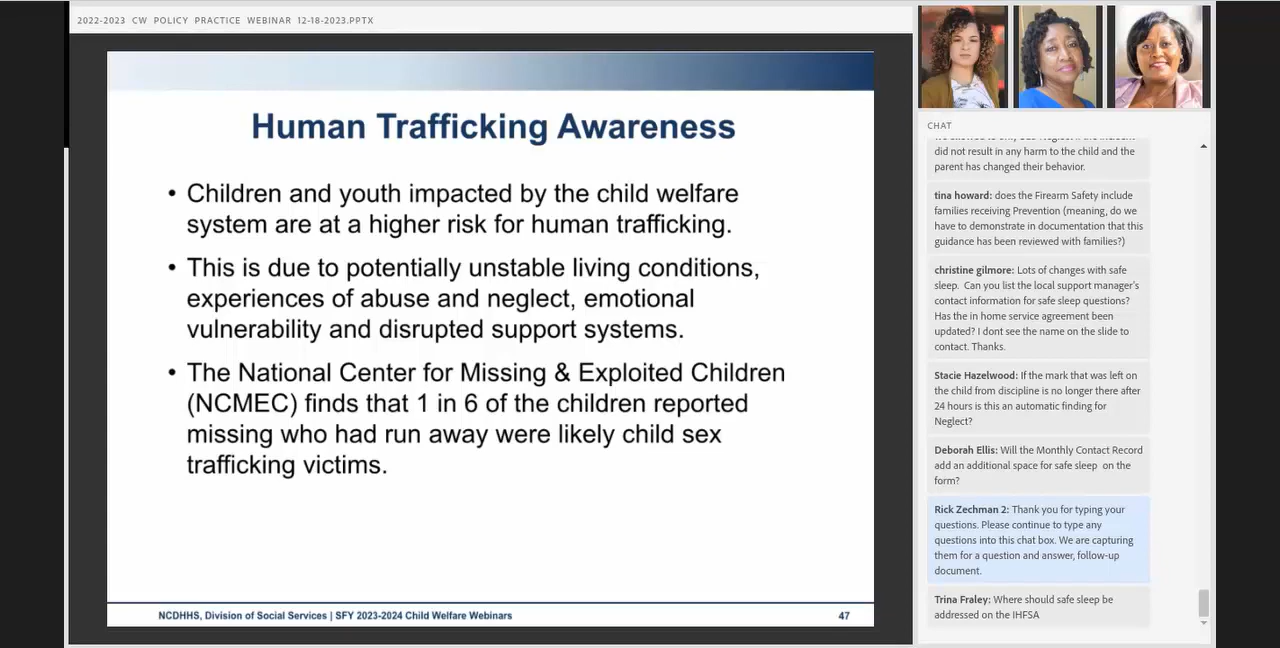 2022-2023 CW POLICY PRACTICE WEBINAR 12-18-2023.PPTX
Human Trafficking Awareness
• Children and youth impacted by the child welfare
system are at a higher risk for human trafficking.
• This is due to potentially unstable living conditions,
experiences of abuse and neglect, emotional
vulnerability and disrupted support systems.
• The National Center for Missing & Exploited Children
(NCMEC) finds that 1 in 6 of the children reported
missing who had run away were likely child sex
trafficking victims.
NCDHHS, Division of Social Services | SFY 2023-2024 Child Welfare Webinars
47
CHAT
did not result in any harm to the child and the
parent has changed their behavior.
tina howard: does the Firearm Safety include
families receiving Prevention (meaning, do we
have to demonstrate in documentation that this
guidance has been reviewed with families?)
christine gilmore: Lots of changes with safe
sleep. Can you list the local support manager's
contact information for safe sleep questions?
Has the in home service agreement been
updated? I dont see the name on the slide to
contact. Thanks.
Stacie Hazelwood: If the mark that was left on
the child from discipline is no longer there after
24 hours is this an automatic finding for
Neglect?
Deborah Ellis: Will the Monthly Contact Record
add an additional space for safe sleep on the
form?
Rick Zechman 2: Thank you for typing your
questions. Please continue to type any
questions into this chat box. We are capturing
them for a question and answer, follow-up
document.
Trina Fraley: Where should safe sleep be
addressed on the IHFSA